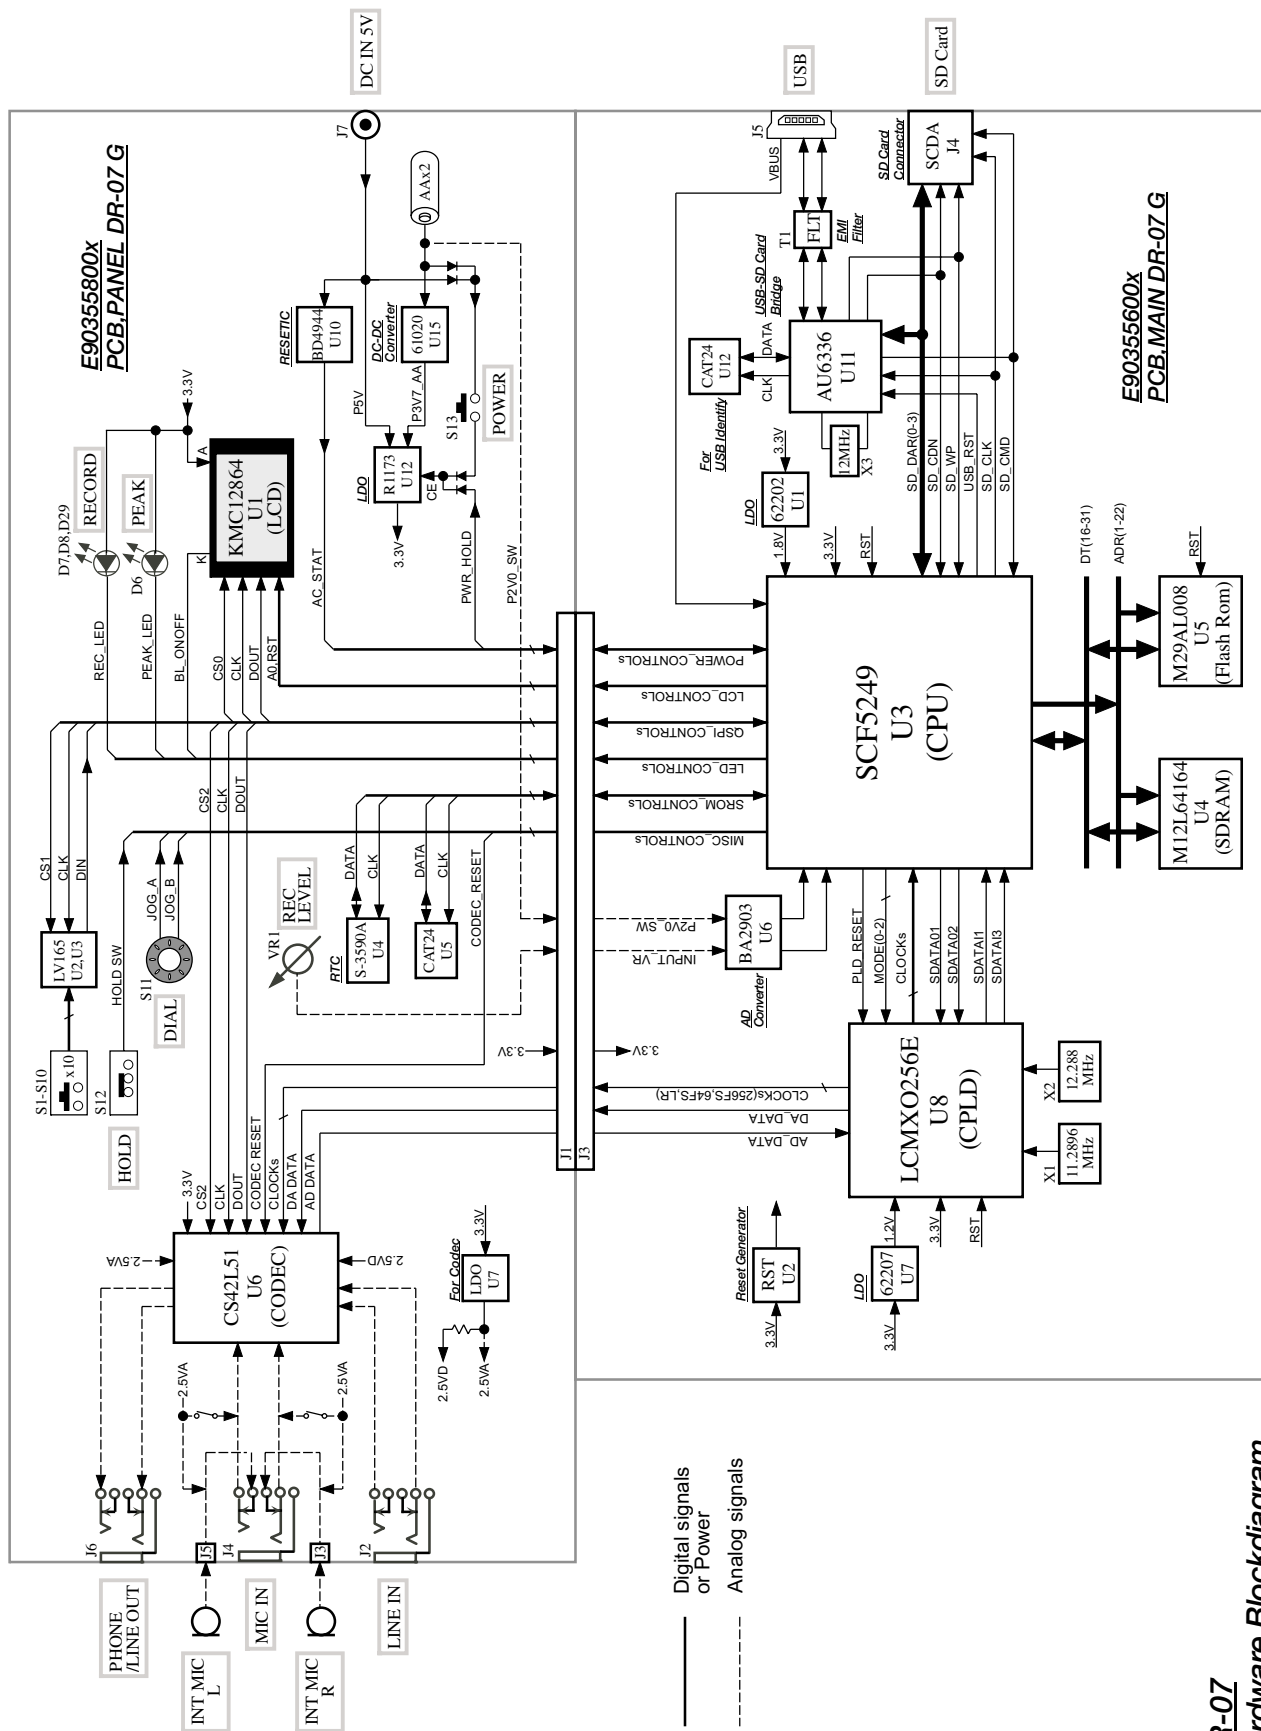 E90355800x
PCB,PANEL DR-07 G
E90355600x
PCB,MAIN DR-07 G
PHONE
/LINE OUT
INT MIC
L
MIC IN
INT MIC
R
LINE IN
J6
J5
J4
J3
J2
2.5VA
2.5VA
2.5VA
2.5VD
CS42L51
U6
(CODEC)
3.3V
CS2
CLK
DOUT
CODEC RESET
CLOCKs
DA DATA
AD DATA
For Codec
LDO
U7
3.3V
2.5VD
2.5VA
HOLD
S12
S1-S10
x10
LV165
U2,U3
CS1
CLK
DIN
HOLD SW
S11
DIAL
JOG_A
JOG_B
CS2
CLK
DOUT
VR1
REC
LEVEL
RTC
S-3590A
U4
DATA
CLK
CAT24
U5
DATA
CLK
CODEC_RESET
REC_LED
PEAK_LED
BL_ONOFF
CS0
CLK
DOUT
A0,RST
D7,D8,D29
RECORD
D6
PEAK
K
A
3.3V
KMC12864
U1
(LCD)
AC_STAT
PWR_HOLD
P2V0_SW
RESETIC
BD4944
U10
DC-DC
Converter
61020
U15
P5V
P3V7_AA
LDO
R1173
U12
CE
3.3V
S13
POWER
J7
DC IN 5V
AAx2
J1
J3
3.3V
3.3V
POWER_CONTROLs
LCD_CONTROLs
QSPI_CONTROLs
LED_CONTROLs
SROM_CONTROLs
MISC_CONTROLs
P2V0_SW
INPUT_VR
CLOCKs(256FS,64FS,LR)
DA_DATA
AD_DATA
AD
Converter
BA2903
U6
SCF5249
U3
(CPU)
1.8V
3.3V
RST
LDO
62202
U1
3.3V
For
USB Identify
CAT24
U12
CLK
DATA
USB-SD Card
Bridge
AU6336
U11
12MHz
X3
T1
FLT
EMI
Filter
J5
VBUS
USB
SD Card
Connector
SCDA
J4
SD Card
SD_DAR(0-3)
SD_CDN
SD_WP
USB_RST
SD_CLK
SD_CMD
DT(16-31)
ADR(1-22)
RST
M29AL008
U5
(Flash Rom)
M12L64164
U4
(SDRAM)
PLD_RESET
MODE(0-2)
CLOCKs
SDATA01
SDATA02
SDATAI1
SDATAI3
LCMXO256E
U8
(CPLD)
X2
12.288
MHz
X1
11.2896
MHz
1.2V
3.3V
RST
LDO
62207
U7
3.3V
Reset Generator
RST
U2
3.3V
Digital signals
or Power
Analog signals
-07
rdware Blockdiagram